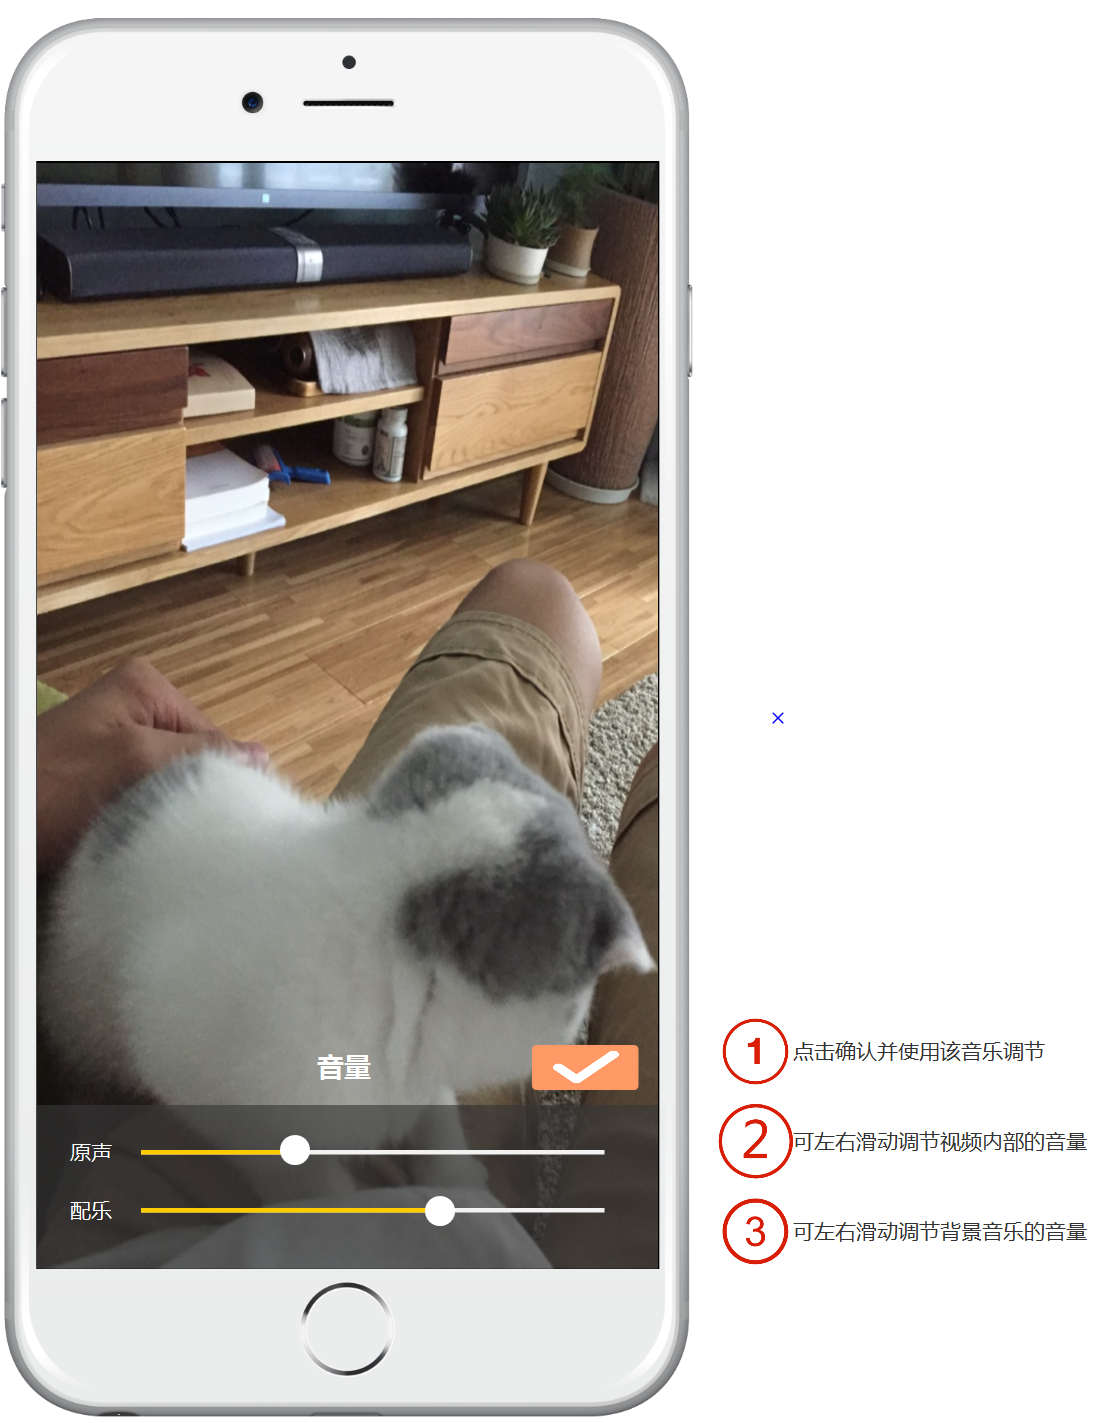 音量
原声
配乐
1 点击确认并使用该音乐调节
2 可左右滑动调节视频内部的音量
3 可左右滑动调节背景音乐的音量